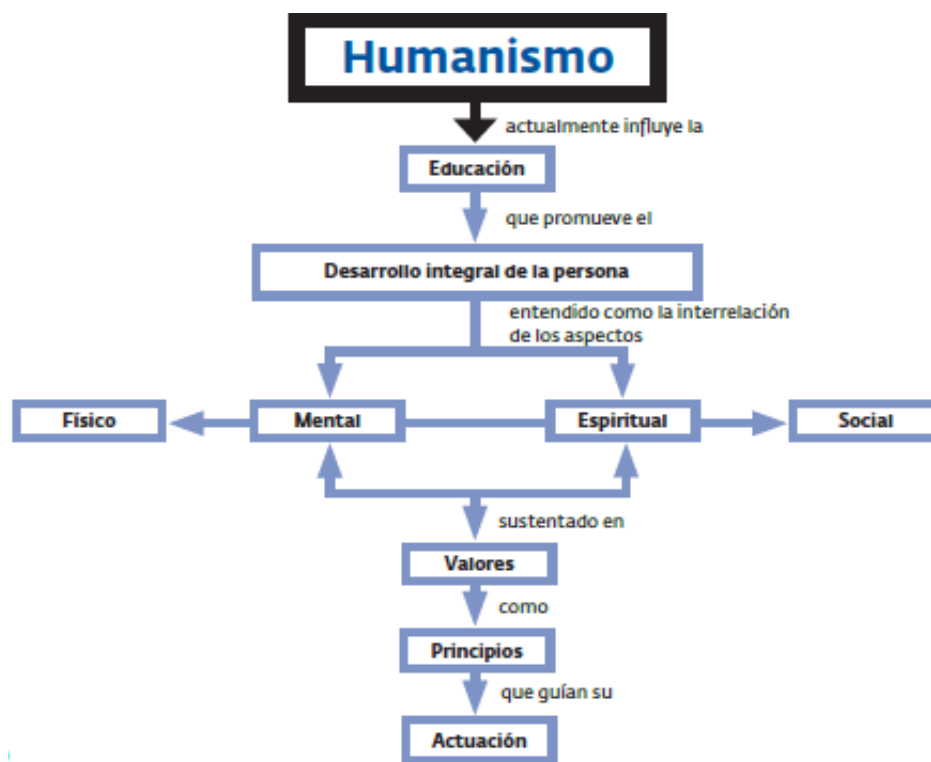 Humanismo
actualmente influye la
Educación
que promueve el
Desarrollo integral de la persona
entendido como la interrelación
de los aspectos
Físico
Mental
Espiritual
Social
sustentado en
Valores
como
Principios
que guían su
Actuación